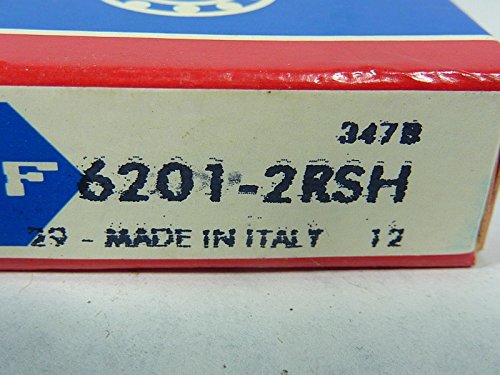 347B
F 6201-2RSH
29 - MADE IN ITALY 12